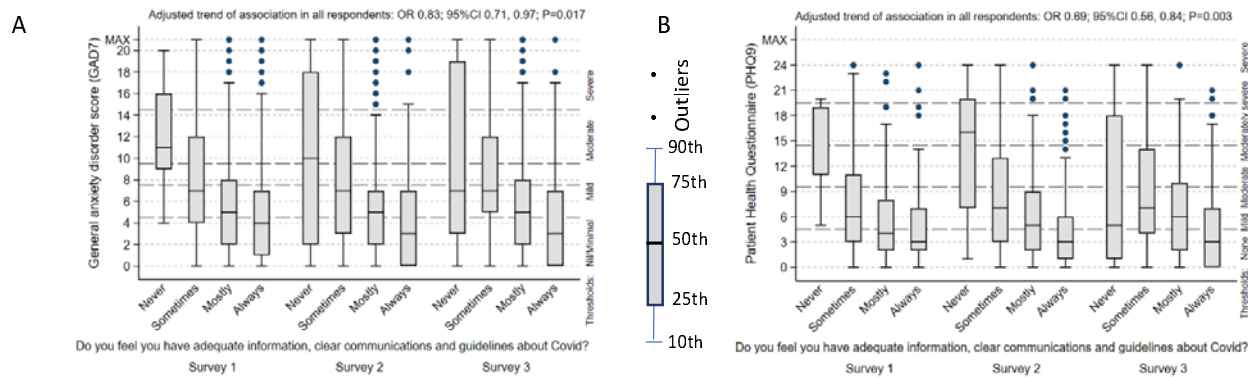 A
Adjusted trend of association in all respondents: OR 0.83; 95%CI 0.71, 0.97; P=0.017
General anxiety disorder score (GAD7)
MAX
20
18
16
14
12
10
8
6
4
2
0
Severe
Moderate
Mild
Nil/Minimal
Thresholds:
Never
Sometimes
Mostly
Always
Never
Sometimes
Mostly
Always
Never
Sometimes
Mostly
Always
Do you feel you have adequate information, clear communications and guidelines about Covid?
Survey 1 Survey 2 Survey 3
Outliers
90th
75th
50th
25th
10th
B
Adjusted trend of association in all respondents: OR 0.69; 95%CI 0.56, 0.84; P=0.003
Patient Health Questionnaire (PHQ9)
MAX
24
21
18
15
12
9
6
3
0
Severe
Moderately severe
Moderate
Mild
None
Thresholds:
Never
Sometimes
Mostly
Always
Never
Sometimes
Mostly
Always
Never
Sometimes
Mostly
Always
Do you feel you have adequate information, clear communications and guidelines about Covid?
Survey 1 Survey 2 Survey 3